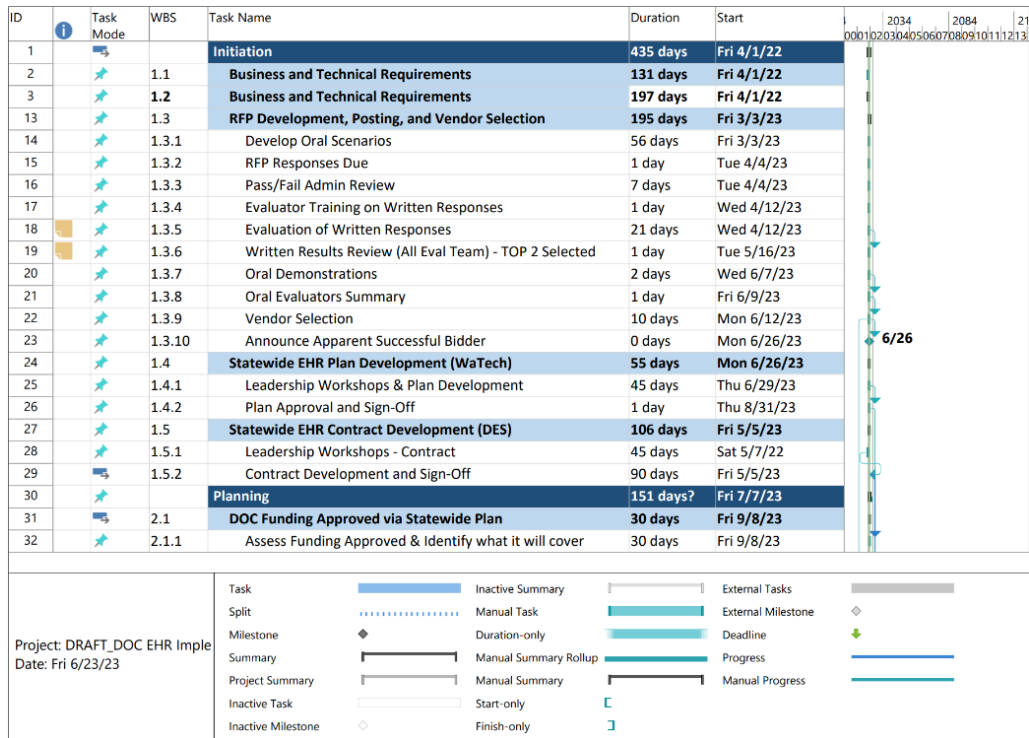 ID Task Mode WBS Task Name Duration Start 2034 2084 21
0001020304050607080910111213
1 Initiation 435 days Fri 4/1/22
2 1.1 Business and Technical Requirements 131 days Fri 4/1/22
3 1.2 Business and Technical Requirements 197 days Fri 4/1/22
13 1.3 RFP Development, Posting, and Vendor Selection 195 days Fri 3/3/23
14 1.3.1 Develop Oral Scenarios 56 days Fri 3/3/23
15 1.3.2 RFP Responses Due 1 day Tue 4/4/23
16 1.3.3 Pass/Fail Admin Review 7 days Tue 4/4/23
17 1.3.4 Evaluator Training on Written Responses 1 day Wed 4/12/23
18 1.3.5 Evaluation of Written Responses 21 days Wed 4/12/23
19 1.3.6 Written Results Review (All Eval Team) - TOP 2 Selected 1 day Tue 5/16/23
20 1.3.7 Oral Demonstrations 2 days Wed 6/7/23
21 1.3.8 Oral Evaluators Summary 1 day Fri 6/9/23
22 1.3.9 Vendor Selection 10 days Mon 6/12/23
23 1.3.10 Announce Apparent Successful Bidder 0 days Mon 6/26/23 6/26
24 1.4 Statewide EHR Plan Development (WaTech) 55 days Mon 6/26/23
25 1.4.1 Leadership Workshops & Plan Development 45 days Thu 6/29/23
26 1.4.2 Plan Approval and Sign-Off 1 day Thu 8/31/23
27 1.5 Statewide EHR Contract Development (DES) 106 days Fri 5/5/23
28 1.5.1 Leadership Workshops - Contract 45 days Sat 5/7/22
29 1.5.2 Contract Development and Sign-Off 90 days Fri 5/5/23
30 Planning 151 days? Fri 7/7/23
31 2.1 DOC Funding Approved via Statewide Plan 30 days Fri 9/8/23
32 2.1.1 Assess Funding Approved & Identify what it will cover 30 days Fri 9/8/23
Project: DRAFT_DOC EHR Imple
Date: Fri 6/23/23
Task
Split
Milestone
Summary
Project Summary
Inactive Task
Inactive Milestone
Inactive Summary
Manual Task
Duration-only
Manual Summary Rollup
Manual Summary
Start-only
Finish-only
External Tasks
External Milestone
Deadline
Progress
Manual Progress